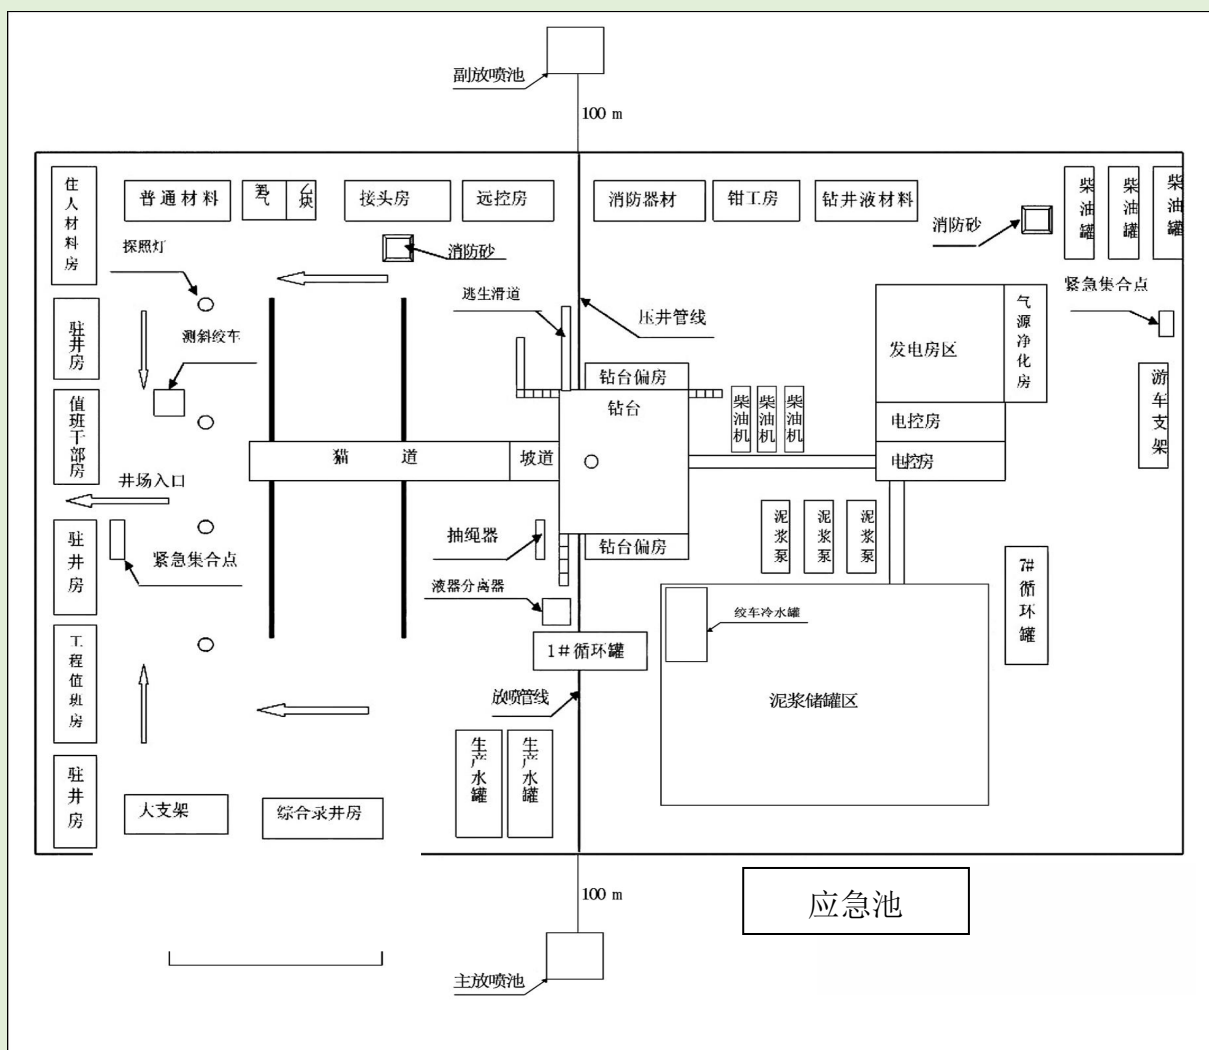 副放喷池
100 m
住人材料房
普通材料
氧气
乙炔
接头房
远控房
消防器材
钳工房
钻井液材料
消防砂
柴油罐
柴油罐
柴油罐
探照灯
消防砂
紧急集合点
逃生滑道
压井管线
驻井房
测斜绞车
发电房区
气源净化房
钻台偏房
钻台
柴油机
柴油机
柴油机
电控房
游车支架
值班干部房
猫道
坡道
电控房
井场入口
驻井房
紧急集合点
抽绳器
钻台偏房
泥浆泵
泥浆泵
泥浆泵
7#循环罐
液器分离器
绞车冷水罐
1#循环罐
工程值班房
放喷管线
泥浆储罐区
生产水罐
生产水罐
驻井房
大支架
综合录井房
100 m
应急池
主放喷池